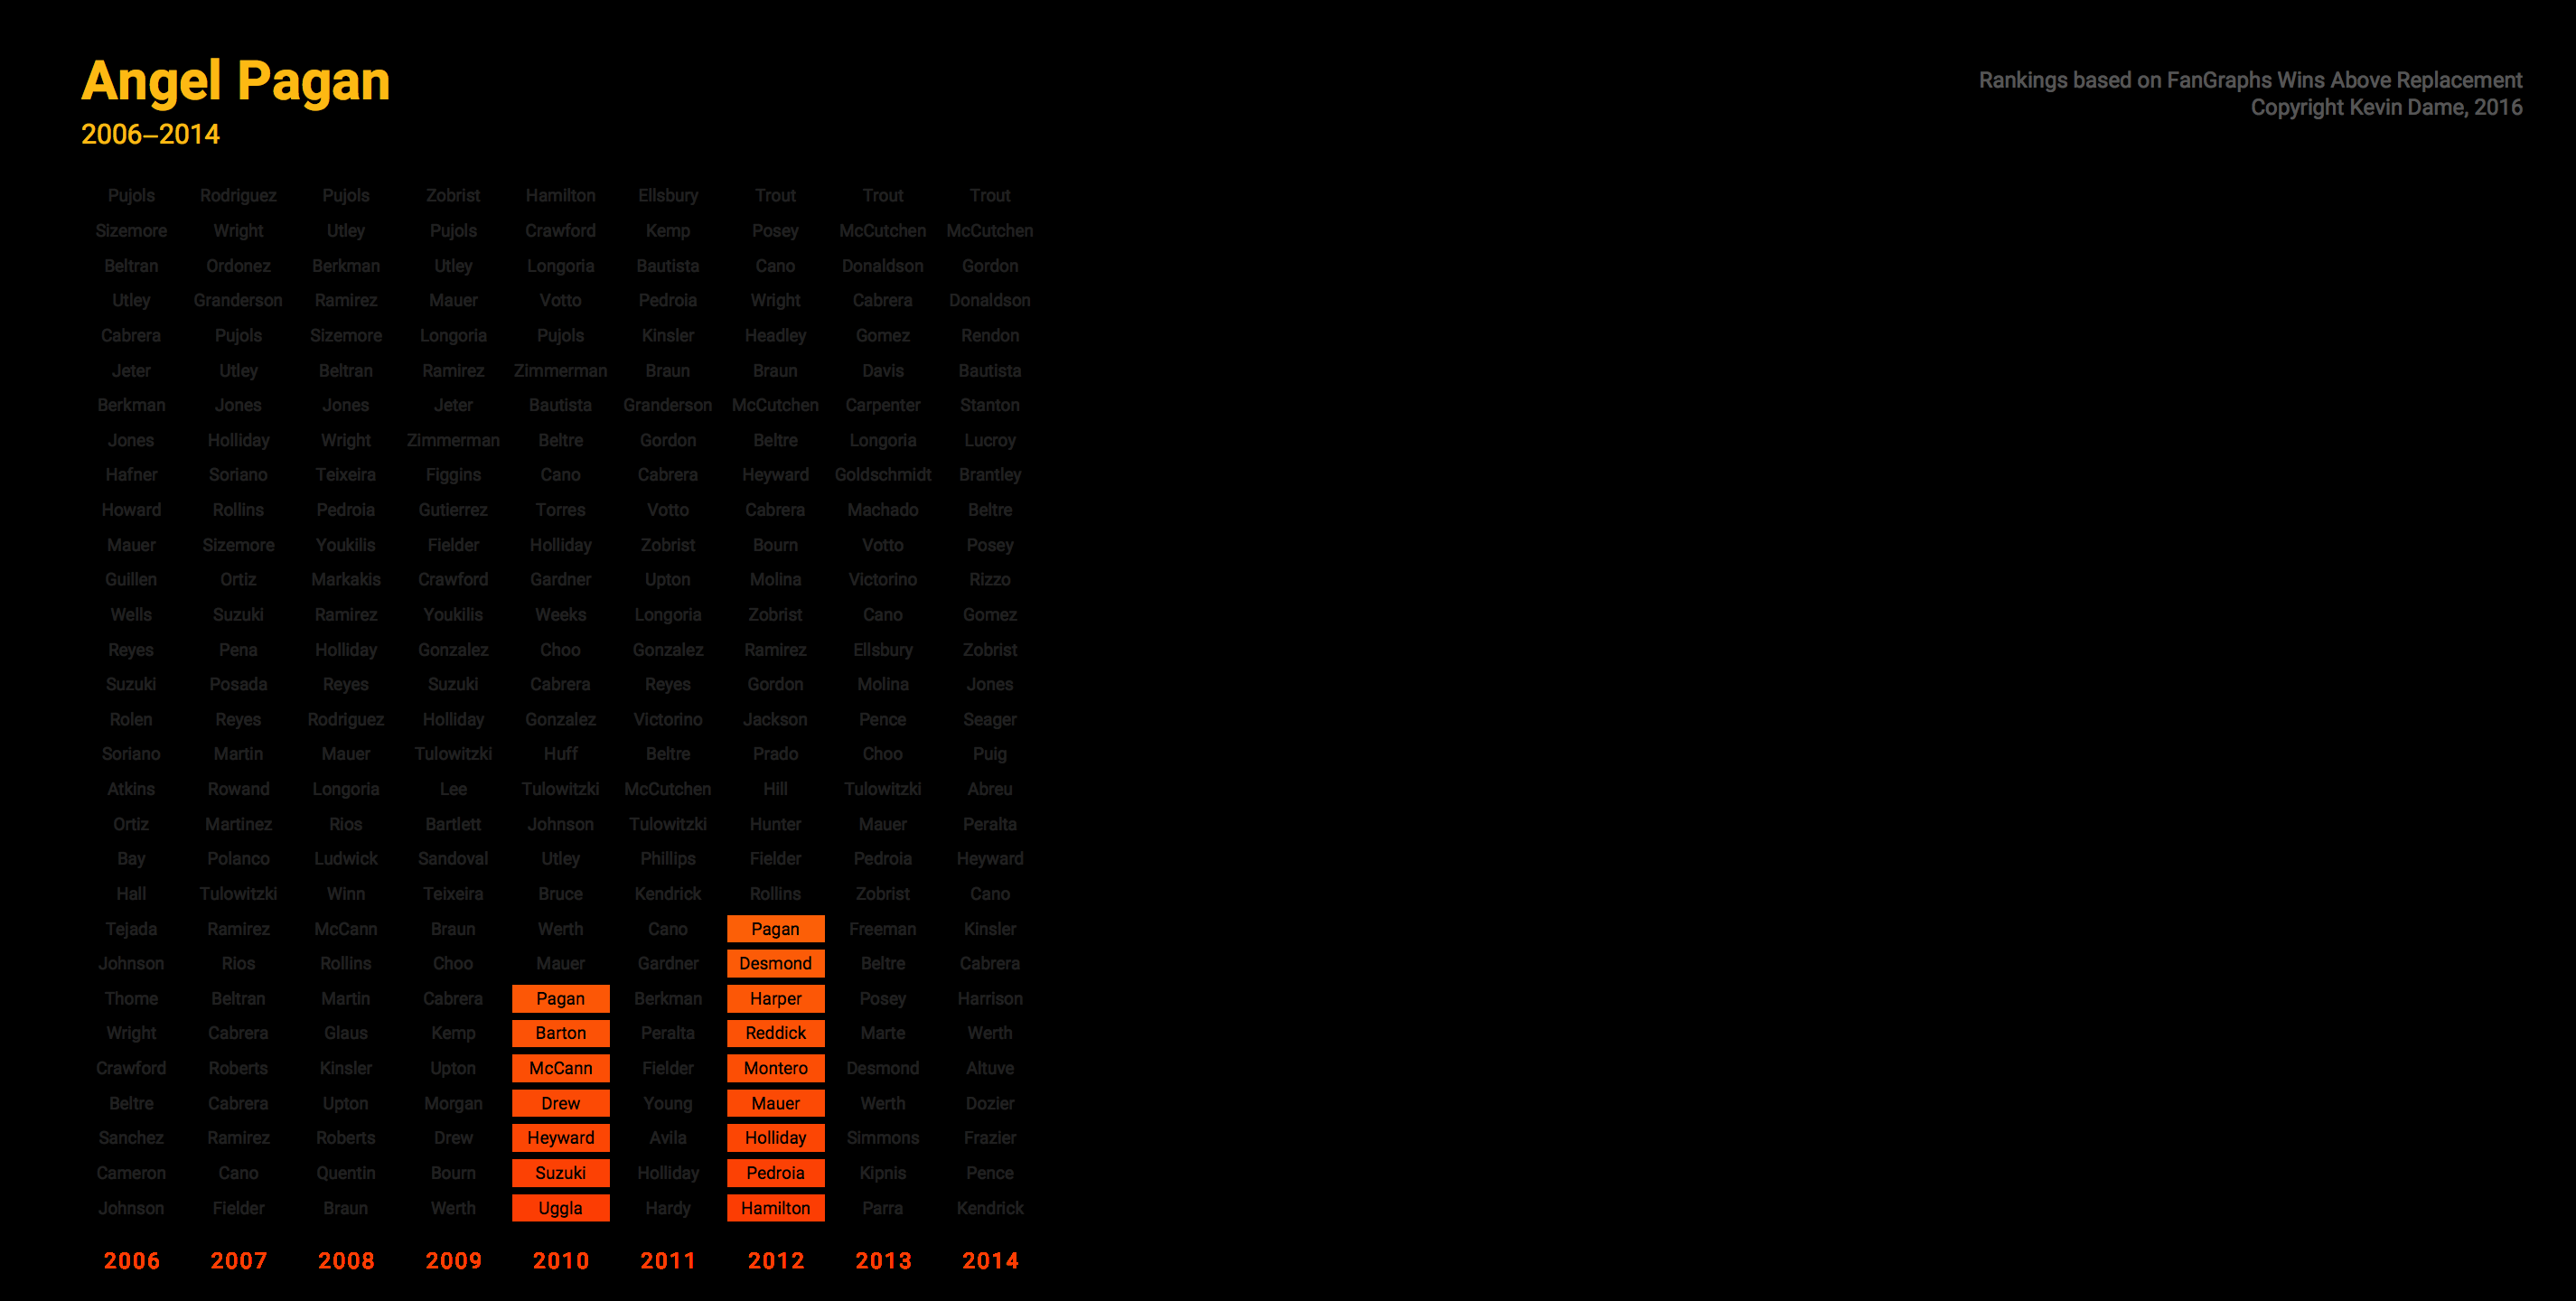 Angel Pagan
2006–2014
Rankings based on FanGraphs Wins Above Replacement
Copyright Kevin Dame, 2016
Pujols Rodriguez Pujols Zobrist Hamilton Ellsbury Trout Trout Trout
Sizemore Wright Utley Pujols Crawford Kemp Posey McCutchen McCutchen
Beltran Ordonez Berkman Utley Longoria Bautista Cano Donaldson Gordon
Utley Granderson Ramirez Mauer Votto Pedroia Wright Cabrera Donaldson
Cabrera Pujols Sizemore Longoria Pujols Kinsler Headley Gomez Rendon
Jeter Utley Beltran Ramirez Zimmerman Braun Braun Davis Bautista
Berkman Jones Jones Jeter Bautista Granderson McCutchen Carpenter Stanton
Jones Holliday Wright Zimmerman Beltre Gordon Beltre Longoria Lucroy
Hafner Soriano Teixeira Figgins Cano Cabrera Heyward Goldschmidt Brantley
Howard Rollins Pedroia Gutierrez Torres Votto Cabrera Machado Beltre
Mauer Sizemore Youkilis Fielder Holliday Zobrist Bourn Votto Posey
Guillen Ortiz Markakis Crawford Gardner Upton Molina Victorino Rizzo
Wells Suzuki Ramirez Youkilis Weeks Longoria Zobrist Cano Gomez
Reyes Pena Holliday Gonzalez Choo Gonzalez Ramirez Ellsbury Zobrist
Suzuki Posada Reyes Suzuki Cabrera Reyes Gordon Molina Jones
Rolen Reyes Rodriguez Holliday Gonzalez Victorino Jackson Pence Seager
Soriano Martin Mauer Tulowitzki Huff Beltre Prado Choo Puig
Atkins Rowand Longoria Lee Tulowitzki McCutchen Hill Tulowitzki Abreu
Ortiz Martinez Rios Bartlett Johnson Tulowitzki Hunter Mauer Peralta
Bay Polanco Ludwick Sandoval Utley Phillips Fielder Pedroia Heyward
Hall Tulowitzki Winn Teixeira Bruce Kendrick Rollins Zobrist Cano
Tejada Ramirez McCann Braun Werth Cano Pagan Freeman Kinsler
Johnson Rios Rollins Choo Mauer Gardner Desmond Beltre Cabrera
Thome Beltran Martin Cabrera Pagan Berkman Harper Posey Harrison
Wright Cabrera Glaus Kemp Barton Peralta Reddick Marte Werth
Crawford Roberts Kinsler Upton McCann Fielder Montero Desmond Altuve
Beltre Cabrera Upton Morgan Drew Young Mauer Werth Dozier
Sanchez Ramirez Roberts Drew Heyward Avila Holliday Simmons Frazier
Cameron Cano Quentin Bourn Suzuki Holliday Pedroia Kipnis Pence
Johnson Fielder Braun Werth Uggla Hardy Hamilton Parra Kendrick
2006 2007 2008 2009 2010 2011 2012 2013 2014